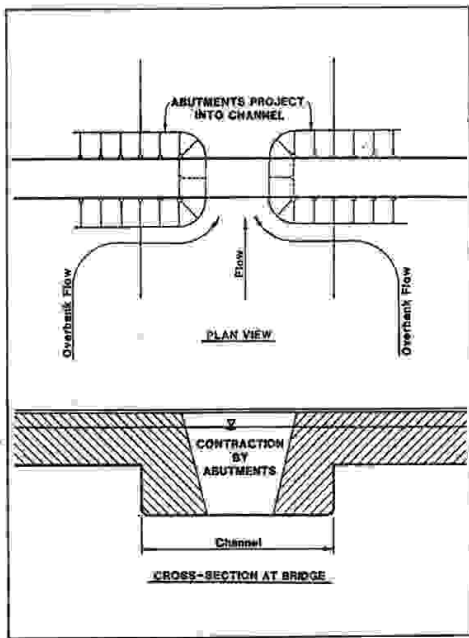 ABUTMENTS PROJECT
INTO CHANNEL
Overbank Flow
Flow
Overbank Flow
PLAN VIEW
CONTRACTION
BY
ABUTMENTS
Channel
CROSS-SECTION AT BRIDGE